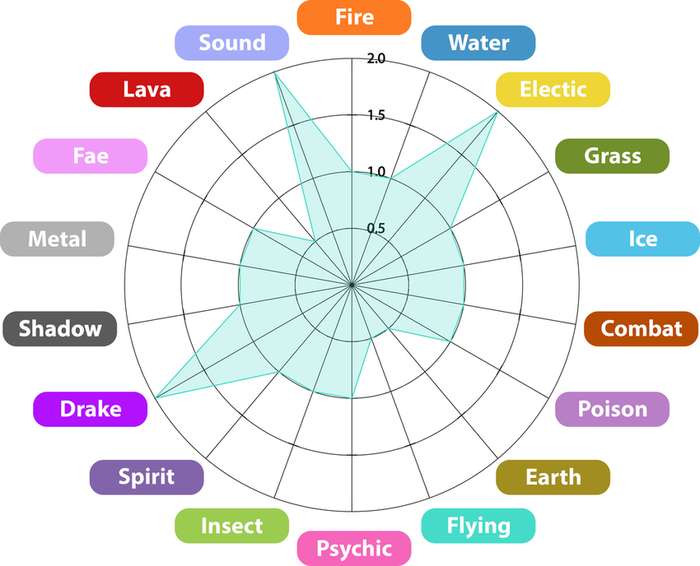 Fire
Sound
Water
2.0
Lava
Electic
1.5
Fae
Grass
1.0
Metal
0.5
Ice
Shadow
Combat
Drake
Poison
Spirit
Earth
Insect
Flying
Psychic